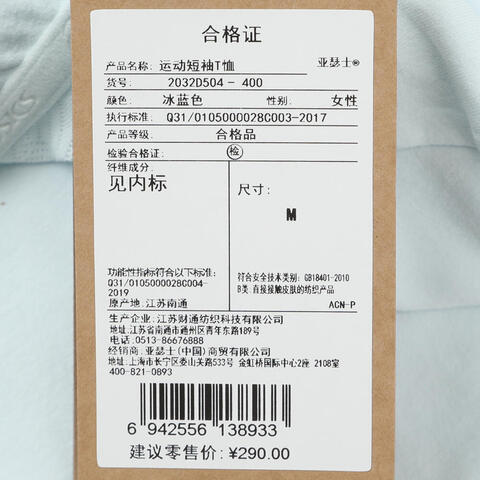 合格证
产品名称: 运动短袖T恤 亚瑟士®
货号: 2032D504 - 400
颜色: 冰蓝色 性别: 女性
执行标准: Q31/0105000028C003-2017
产品等级: 合格品
检验合格证: 检
纤维成分:
见内标
尺寸:
M
功能性指标符合以下标准:
Q31/0105000028C004-
2019
原产地:江苏南通
符合安全技术类别: GB18401-2010
B类:直接接触皮肤的纺织产品
ACN-P
生产企业:江苏财通纺织科技有限公司
地址:江苏省南通市通州区青年东路189号
电话:0513-86676888
经销商:亚瑟士(中国)商贸有限公司
地址:上海市长宁区娄山关路533号 金虹桥国际中心2座 2108室
400-821-0893
6 942556 138933
建议零售价: ¥290.00